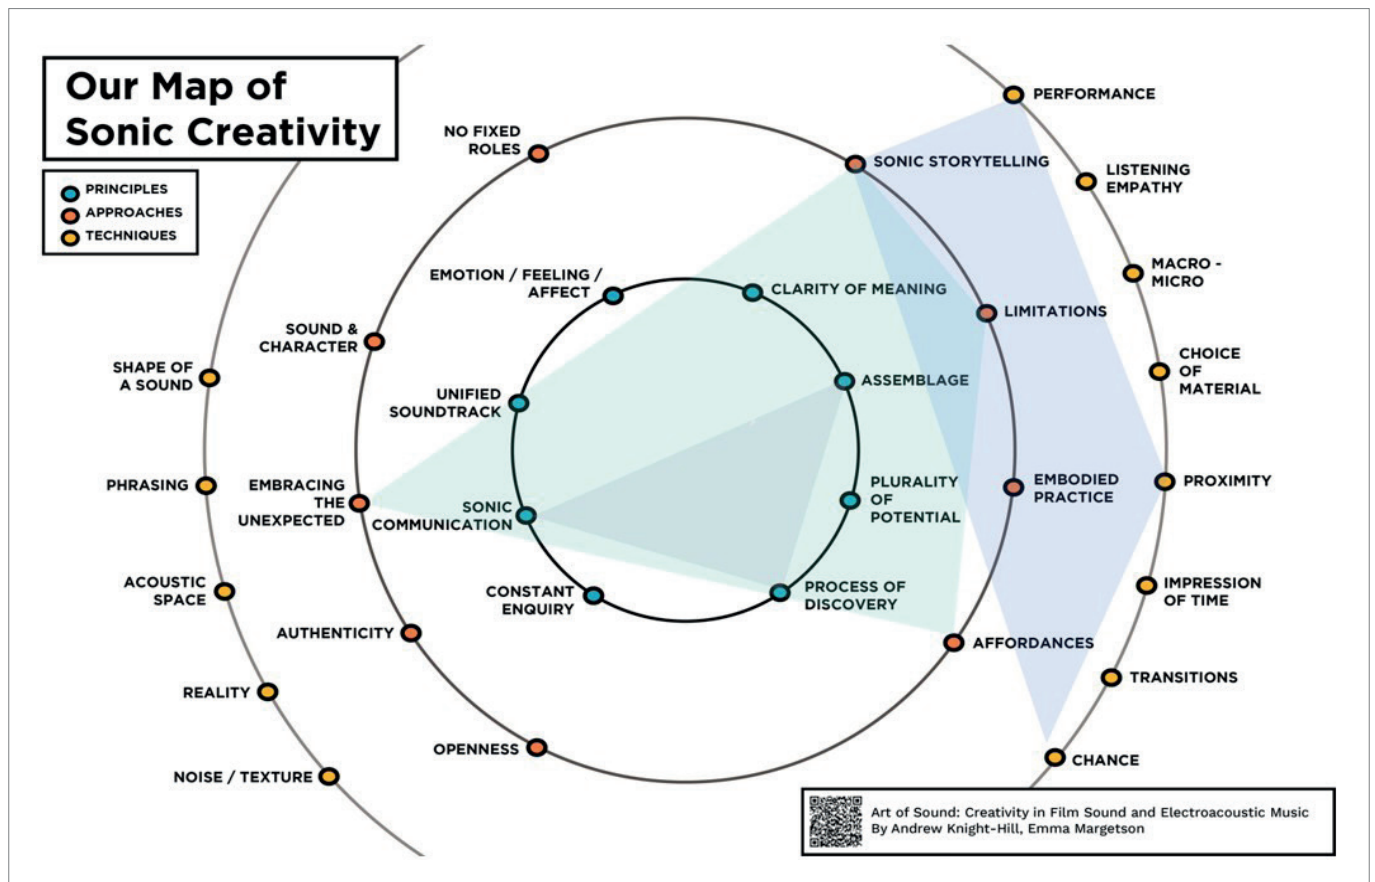 Our Map of
Sonic Creativity
PRINCIPLES
APPROACHES
TECHNIQUES
NO FIXED
ROLES
SONIC STORYTELLING
PERFORMANCE
LISTENING
EMPATHY
MACRO -
MICRO
EMOTION / FEELING /
AFFECT
CLARITY OF MEANING
LIMITATIONS
SOUND &
CHARACTER
CHOICE
OF
MATERIAL
SHAPE OF
A SOUND
UNIFIED
SOUNDTRACK
ASSEMBLAGE
PHRASING
EMBRACING
THE
UNEXPECTED
SONIC
COMMUNICATION
PLURALITY
OF
POTENTIAL
EMBODIED
PRACTICE
PROXIMITY
ACOUSTIC
SPACE
CONSTANT
ENQUIRY
PROCESS OF
DISCOVERY
IMPRESSION
OF TIME
AUTHENTICITY
AFFORDANCES
REALITY
TRANSITIONS
OPENNESS
NOISE / TEXTURE
CHANCE
Art of Sound: Creativity in Film Sound and Electroacoustic Music
By Andrew Knight-Hill, Emma Margetson